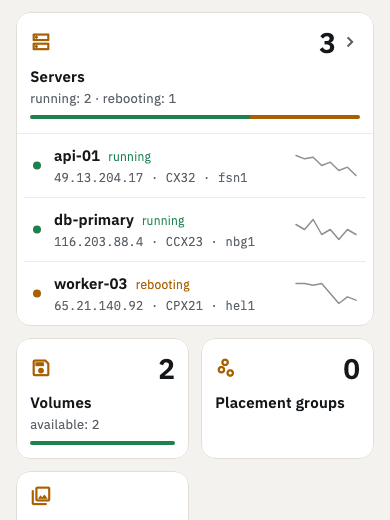 3
Servers
running: 2 · rebooting: 1
api-01 running
49.13.204.17 · CX32 · fsn1
db-primary running
116.203.88.4 · CCX23 · nbg1
worker-03 rebooting
65.21.140.92 · CPX21 · hel1
2
Volumes
available: 2
0
Placement groups